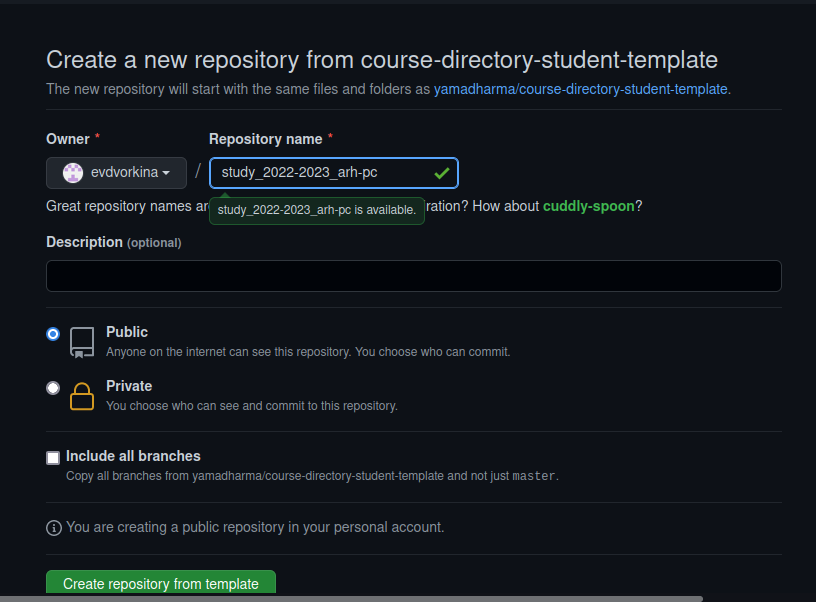 Create a new repository from course-directory-student-template
The new repository will start with the same files and folders as yamadharma/course-directory-student-template.
Owner * Repository name *
evdvorkina / study_2022-2023_arh-pc
Great repository names ration? How about cuddly-spoon?
study_2022-2023_arh-pc is available.
Description (optional)
Public
Anyone on the internet can see this repository. You choose who can commit.
Private
You choose who can see and commit to this repository.
Include all branches
Copy all branches from yamadharma/course-directory-student-template and not just master.
You are creating a public repository in your personal account.
Create repository from template